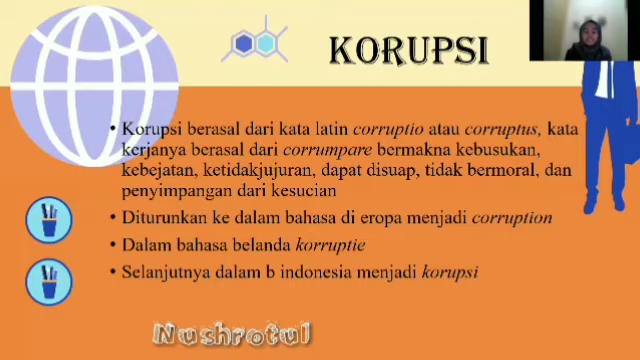 KORUPSI
• Korupsi berasal dari kata latin corruptio atau corruptus, kata
kerjanya berasal dari corrumpare bermakna kebusukan,
kebejatan, ketidakjujuran, dapat disuap, tidak bermoral, dan
penyimpangan dari kesucian
• Diturunkan ke dalam bahasa di eropa menjadi corruption
• Dalam bahasa belanda korruptie
• Selanjutnya dalam b indonesia menjadi korupsi
Nushrotul